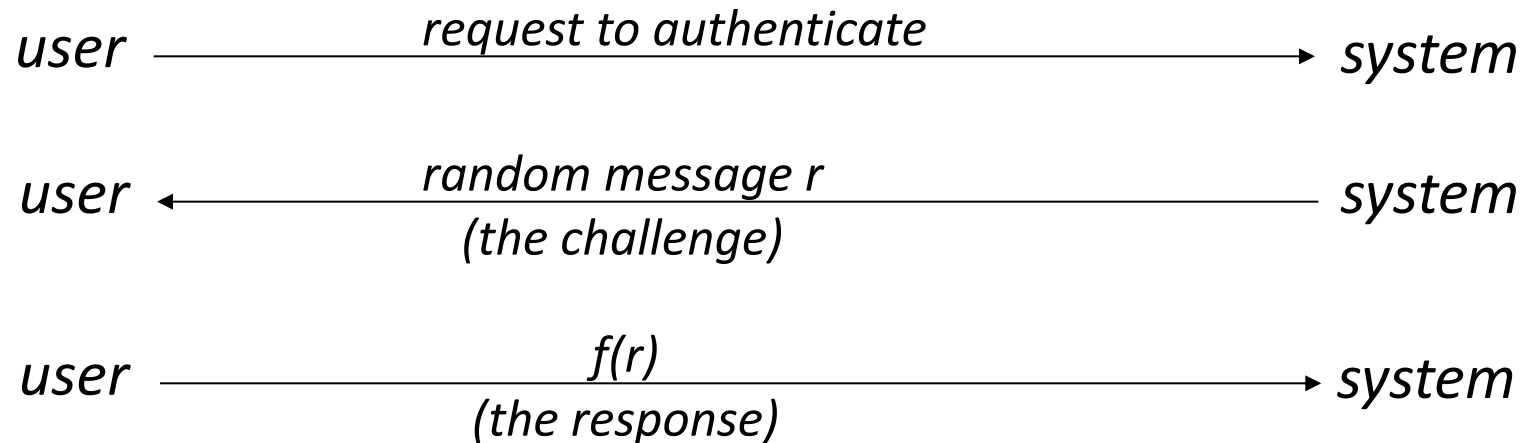 request to authenticate
user system
random message r
user system
(the challenge)
f(r)
user system
(the response)